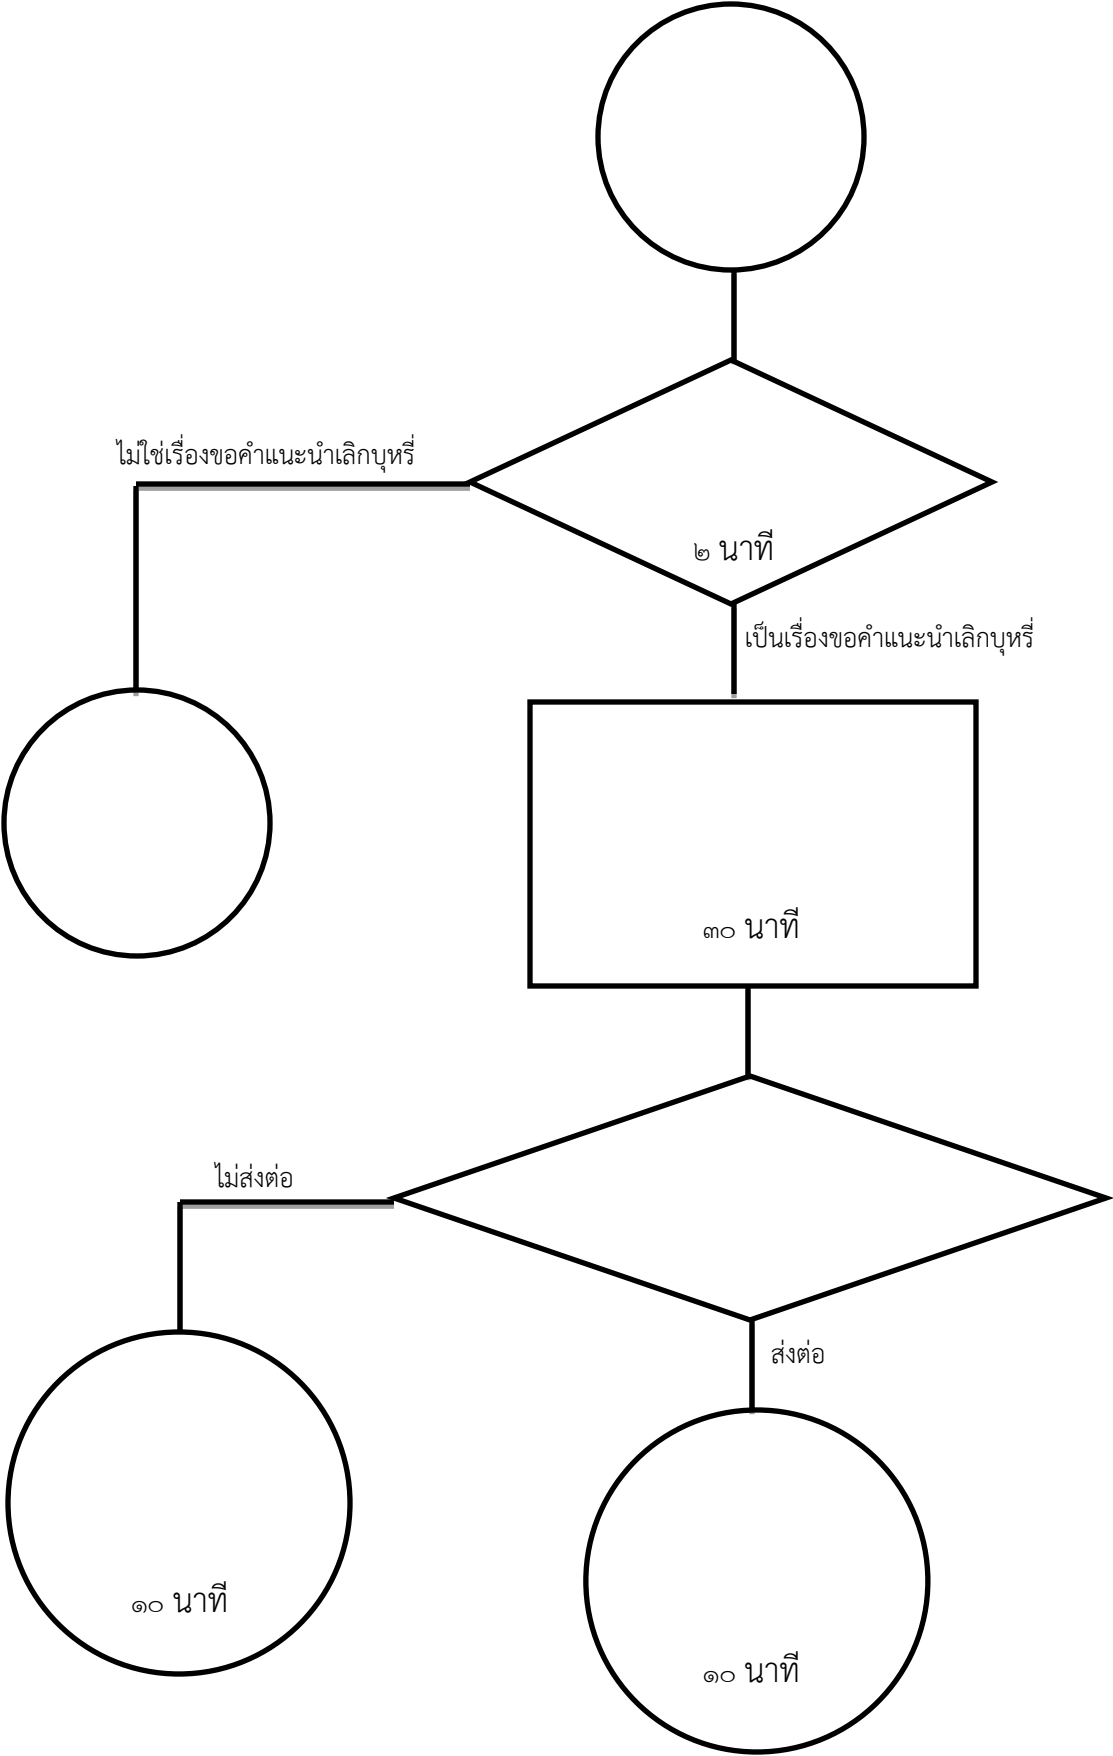 ไม่ใช่เรื่องขอคำแนะนำเลิกบุหรี่
๒ นาที
เป็นเรื่องขอคำแนะนำเลิกบุหรี่
๓๐ นาที
ไม่ส่งต่อ
ส่งต่อ
๑๐ นาที
๑๐ นาที